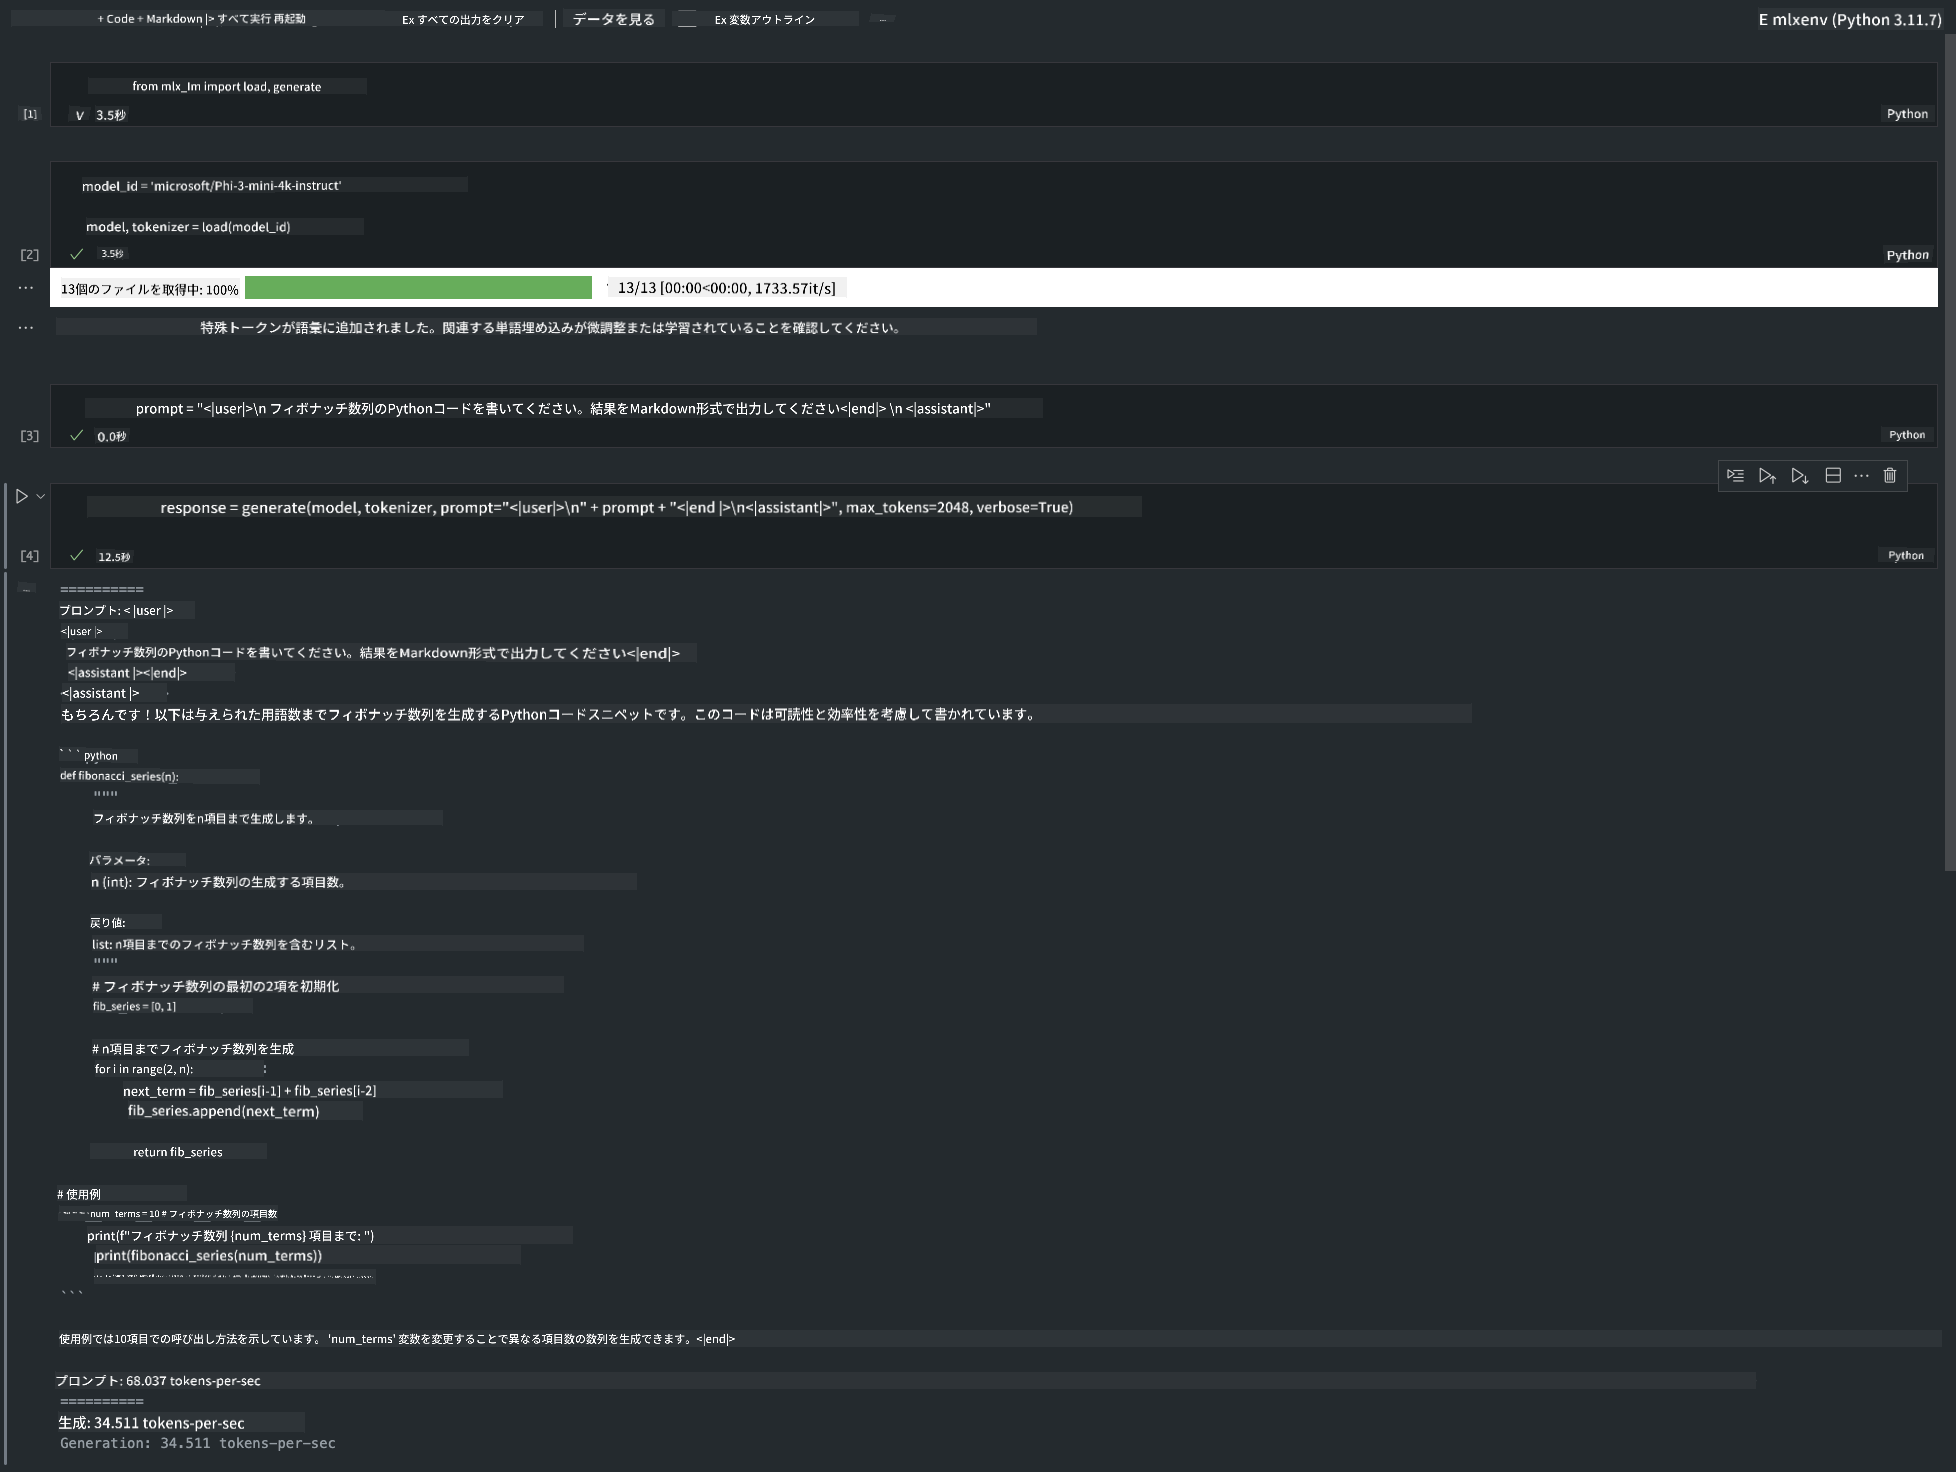 + Code + Markdown |> すべて実行 再起動 Ex すべての出力をクリア データを見る Ex 変数アウトライン ... E mlxenv (Python 3.11.7)
from mlx_lm import load, generate
[1] V 3.5秒 Python
model_id = 'microsoft/Phi-3-mini-4k-instruct'
model, tokenizer = load(model_id)
[2] ✓ 3.5秒 Python
... 13個のファイルを取得中: 100% 13/13 [00:00<00:00, 1733.57it/s]
... 特殊トークンが語彙に追加されました。関連する単語埋め込みが微調整または学習されていることを確認してください。
prompt = "<|user|>\n フィボナッチ数列のPythonコードを書いてください。結果をMarkdown形式で出力してください<|end|> \n <|assistant|>"
[3] ✓ 0.0秒 Python
response = generate(model, tokenizer, prompt="<|user|>\n" + prompt + "<|end |>\n<|assistant|>", max_tokens=2048, verbose=True)
[4] ✓ 12.5秒 Python
... ==========
プロンプト: < |user |>
<|user |>
フィボナッチ数列のPythonコードを書いてください。結果をMarkdown形式で出力してください<|end|>
<|assistant |><|end|>
<|assistant |>
もちろんです！以下は与えられた用語数までフィボナッチ数列を生成するPythonコードスニペットです。このコードは可読性と効率性を考慮して書かれています。
```python
def fibonacci_series(n):
"""
フィボナッチ数列をn項目まで生成します。
パラメータ:
n (int): フィボナッチ数列の生成する項目数。
戻り値:
list: n項目までのフィボナッチ数列を含むリスト。
"""
# フィボナッチ数列の最初の2項を初期化
fib_series = [0, 1]
# n項目までフィボナッチ数列を生成
for i in range(2, n):
next_term = fib_series[i-1] + fib_series[i-2]
fib_series.append(next_term)
return fib_series
# 使用例
num_terms = 10 # フィボナッチ数列の項目数
print(f"フィボナッチ数列 {num_terms} 項目まで: ")
print(fibonacci_series(num_terms))
```
使用例では10項目での呼び出し方法を示しています。 'num_terms' 変数を変更することで異なる項目数の数列を生成できます。<|end|>
プロンプト: 68.037 tokens-per-sec
==========
生成: 34.511 tokens-per-sec
Generation: 34.511 tokens-per-sec